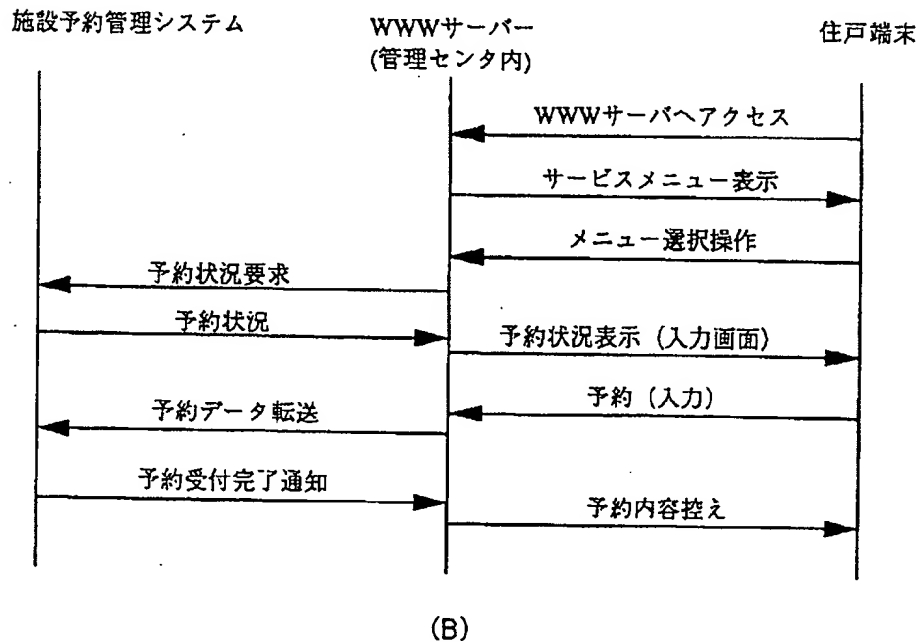 施設予約管理システム
WWWサーバー
(管理センタ内)
住戸端末
WWWサーバへアクセス
サービスメニュー表示
メニュー選択操作
予約状況要求
予約状況
予約状況表示（入力画面）
予約（入力）
予約データ転送
予約受付完了通知
予約内容控え
(B)